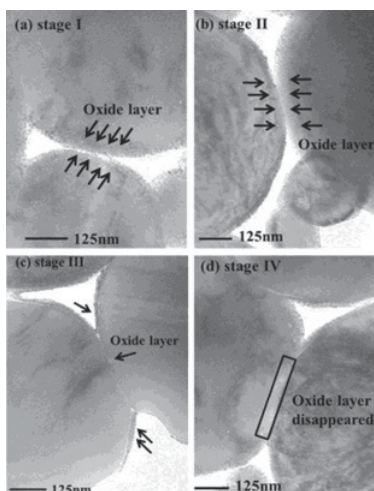 (a) stage I
Oxide layer
125nm
(b) stage II
Oxide layer
125nm
(c) stage III
Oxide layer
125nm
(d) stage IV
Oxide layer
disappeared
125nm